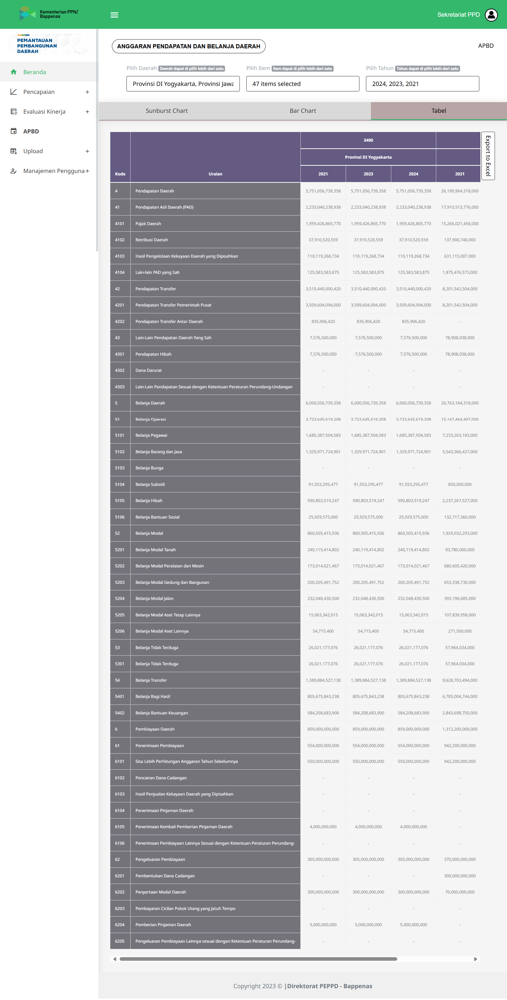 Kementerian PPN/
Bappenas
Sekretariat PPD
PEMANTAUAN
PEMBANGUNAN
DAERAH
Beranda
Pencapaian +
Evaluasi Kinerja +
APBD
Upload +
Manajemen Pengguna +
ANGGARAN PENDAPATAN DAN BELANJA DAERAH
APBD
Pilih Daerah Daerah dapat di pilih lebih dari satu
Pilih Item Item dapat di pilih lebih dari satu
Pilih Tahun Tahun dapat di pilih lebih dari satu
Provinsi DI Yogyakarta, Provinsi Jawa
47 items selected
2024, 2023, 2021
Sunburst Chart
Bar Chart
Tabel
Export to Excel
3400
Provinsi DI Yogyakarta
Kode Uraian 2021 2023 2024 2021
4 Pendapatan Daerah 5,751,056,739,358 5,751,056,739,358 5,751,056,739,358 26,190,964,318,000
41 Pendapatan Asli Daerah (PAD) 2,233,040,238,938 2,233,040,238,938 2,233,040,238,938 17,910,513,776,000
4101 Pajak Daerah 1,959,426,865,770 1,959,426,865,770 1,959,426,865,770 15,266,021,456,000
4102 Retribusi Daerah 37,910,520,559 37,910,520,559 37,910,520,559 137,900,740,000
4103 Hasil Pengelolaan Kekayaan Daerah yang Dipisahkan 110,119,268,734 110,119,268,734 110,119,268,734 631,115,007,000
4104 Lain-lain PAD yang Sah 125,583,583,875 125,583,583,875 125,583,583,875 1,875,476,573,000
42 Pendapatan Transfer 3,510,440,000,420 3,510,440,000,420 3,510,440,000,420 8,201,542,504,000
4201 Pendapatan Transfer Pemerintah Pusat 3,509,604,094,000 3,509,604,094,000 3,509,604,094,000 8,201,542,504,000
4202 Pendapatan Transfer Antar Daerah 835,906,420 835,906,420 835,906,420 -
43 Lain-Lain Pendapatan Daerah Yang Sah 7,576,500,000 7,576,500,000 7,576,500,000 78,908,038,000
4301 Pendapatan Hibah 7,576,500,000 7,576,500,000 7,576,500,000 78,908,038,000
4302 Dana Darurat - - - -
4303 Lain-Lain Pendapatan Sesuai dengan Ketentuan Peraturan Perundang-Undangan - - - -
5 Belanja Daerah 6,000,056,739,358 6,000,056,739,358 6,000,056,739,358 26,763,164,318,000
51 Belanja Operasi 3,723,645,619,208 3,723,645,619,208 3,723,645,619,208 15,147,464,497,000
5101 Belanja Pegawai 1,685,387,504,583 1,685,387,504,583 1,685,387,504,583 7,233,263,183,000
5102 Belanja Barang dan Jasa 1,329,971,724,901 1,329,971,724,901 1,329,971,724,901 5,543,366,427,000
5103 Belanja Bunga - - - -
5104 Belanja Subsidi 91,553,295,477 91,553,295,477 91,553,295,477 850,000,000
5105 Belanja Hibah 590,803,519,247 590,803,519,247 590,803,519,247 2,237,267,527,000
5106 Belanja Bantuan Sosial 25,929,575,000 25,929,575,000 25,929,575,000 132,717,360,000
52 Belanja Modal 860,505,415,936 860,505,415,936 860,505,415,936 1,929,032,293,000
5201 Belanja Modal Tanah 240,119,414,802 240,119,414,802 240,119,414,802 93,780,000,000
5202 Belanja Modal Peralatan dan Mesin 173,014,021,467 173,014,021,467 173,014,021,467 680,605,420,000
5203 Belanja Modal Gedung dan Bangunan 200,205,491,752 200,205,491,752 200,205,491,752 653,338,730,000
5204 Belanja Modal Jalan 232,048,430,500 232,048,430,500 232,048,430,500 393,196,685,000
5205 Belanja Modal Aset Tetap Lainnya 15,063,342,015 15,063,342,015 15,063,342,015 107,839,958,000
5206 Belanja Modal Aset Lainnya 54,715,400 54,715,400 54,715,400 271,500,000
53 Belanja Tidak Terduga 26,021,177,076 26,021,177,076 26,021,177,076 57,964,034,000
5301 Belanja Tidak Terduga 26,021,177,076 26,021,177,076 26,021,177,076 57,964,034,000
54 Belanja Transfer 1,389,884,527,138 1,389,884,527,138 1,389,884,527,138 9,628,703,494,000
5401 Belanja Bagi Hasil 805,675,843,238 805,675,843,238 805,675,843,238 6,785,004,744,000
5402 Belanja Bantuan Keuangan 584,208,683,900 584,208,683,900 584,208,683,900 2,843,698,750,000
6 Pembiayaan Daerah 859,000,000,000 859,000,000,000 859,000,000,000 1,312,200,000,000
61 Penerimaan Pembiayaan 554,000,000,000 554,000,000,000 554,000,000,000 942,200,000,000
6101 Sisa Lebih Perhitungan Anggaran Tahun Sebelumnya 550,000,000,000 550,000,000,000 550,000,000,000 942,200,000,000
6102 Pencairan Dana Cadangan - - - -
6103 Hasil Penjualan Kekayaan Daerah yang Dipisahkan - - - -
6104 Penerimaan Pinjaman Daerah - - - -
6105 Penerimaan Kembali Pemberian Pinjaman Daerah 4,000,000,000 4,000,000,000 4,000,000,000 -
6106 Penerimaan Pembiayaan Lainnya Sesuai dengan Ketentuan Peraturan Perundang- - - - -
62 Pengeluaran Pembiayaan 305,000,000,000 305,000,000,000 305,000,000,000 370,000,000,000
6201 Pembentukan Dana Cadangan - - - 300,000,000,000
6202 Penyertaan Modal Daerah 300,000,000,000 300,000,000,000 300,000,000,000 70,000,000,000
6203 Pembayaran Cicilan Pokok Utang yang Jatuh Tempo - - - -
6204 Pemberian Pinjaman Daerah 5,000,000,000 5,000,000,000 5,000,000,000 -
6205 Pengeluaran Pembiayaan Lainnya sesuai dengan Ketentuan Peraturan Perundang- - - - -
Copyright 2023 © |Direktorat PEPPD - Bappenas